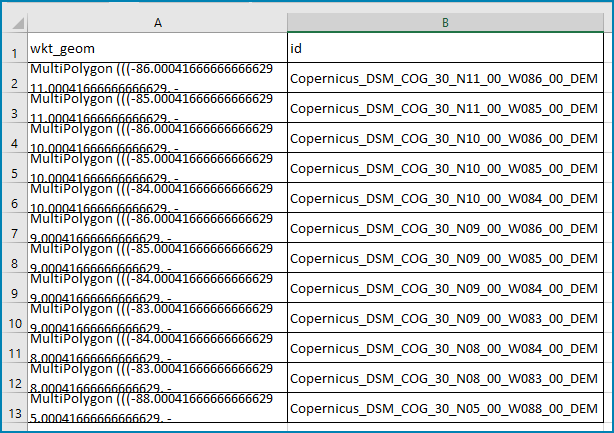 A B
1 wkt_geom id
MultiPolygon (((-86.00041666666666629
2 11.00041666666666629, - Copernicus_DSM_COG_30_N11_00_W086_00_DEM
MultiPolygon (((-85.00041666666666629
3 11.00041666666666629, - Copernicus_DSM_COG_30_N11_00_W085_00_DEM
MultiPolygon (((-86.00041666666666629
4 10.00041666666666629, - Copernicus_DSM_COG_30_N10_00_W086_00_DEM
MultiPolygon (((-85.00041666666666629
5 10.00041666666666629, - Copernicus_DSM_COG_30_N10_00_W085_00_DEM
MultiPolygon (((-84.00041666666666629
6 10.00041666666666629, - Copernicus_DSM_COG_30_N10_00_W084_00_DEM
MultiPolygon (((-86.00041666666666629
7 9.00041666666666629, - Copernicus_DSM_COG_30_N09_00_W086_00_DEM
MultiPolygon (((-85.00041666666666629
8 9.00041666666666629, - Copernicus_DSM_COG_30_N09_00_W085_00_DEM
MultiPolygon (((-84.00041666666666629
9 9.00041666666666629, - Copernicus_DSM_COG_30_N09_00_W084_00_DEM
MultiPolygon (((-83.00041666666666629
10 9.00041666666666629, - Copernicus_DSM_COG_30_N09_00_W083_00_DEM
MultiPolygon (((-84.00041666666666629
11 8.00041666666666629, - Copernicus_DSM_COG_30_N08_00_W084_00_DEM
MultiPolygon (((-83.00041666666666629
12 8.00041666666666629, - Copernicus_DSM_COG_30_N08_00_W083_00_DEM
MultiPolygon (((-88.00041666666666629
13 5.00041666666666629, - Copernicus_DSM_COG_30_N05_00_W088_00_DEM